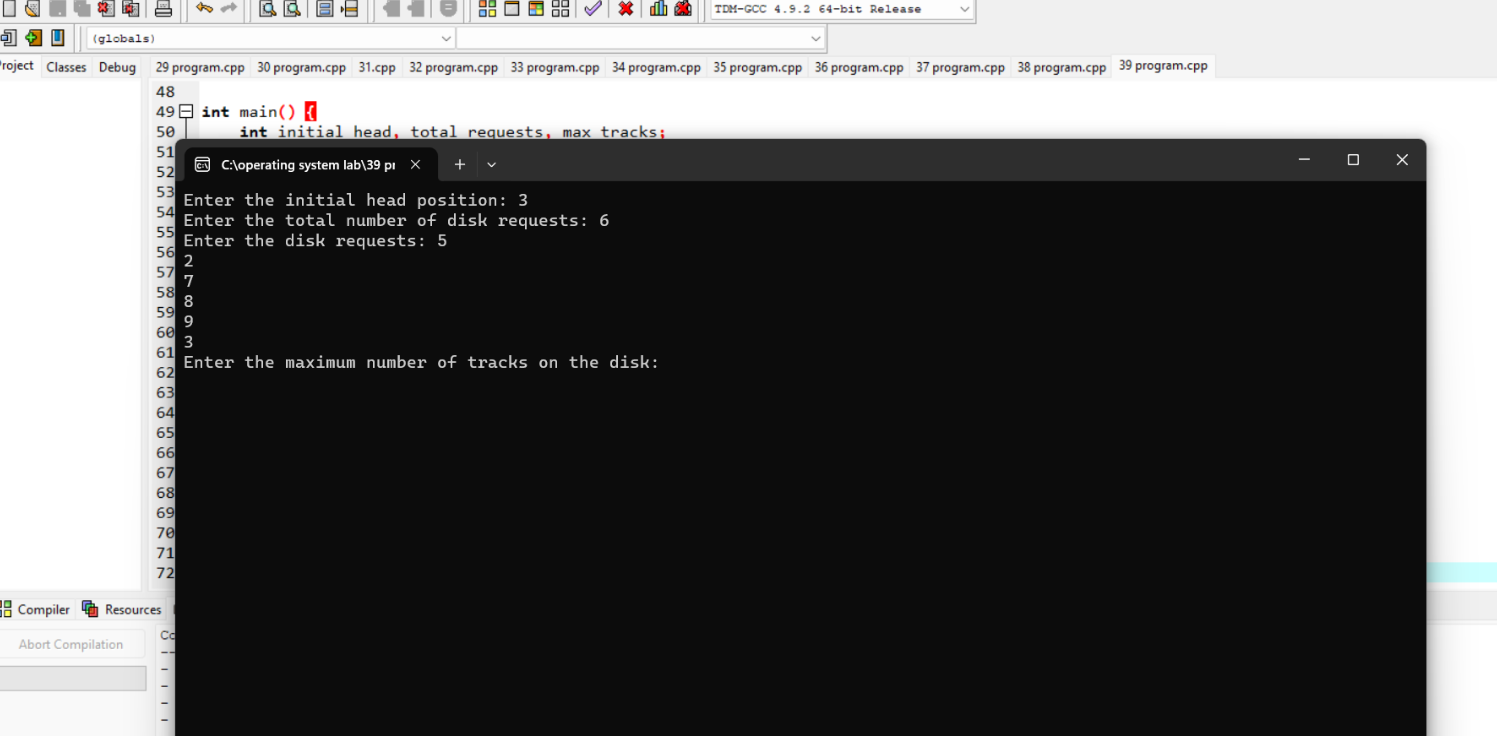 TDM-GCC 4.9.2 64-bit Release
(globals)
Project Classes Debug 29 program.cpp 30 program.cpp 31.cpp 32 program.cpp 33 program.cpp 34 program.cpp 35 program.cpp 36 program.cpp 37 program.cpp 38 program.cpp 39 program.cpp
48
49 int main() {
50 int initial_head, total_requests, max_tracks;
51
C:\operating system lab\39 pr
52
53
54
55
56
57
58
59
60
61
62
63
64
65
66
67
68
69
70
71
72
Enter the initial head position: 3
Enter the total number of disk requests: 6
Enter the disk requests: 5
2
7
8
9
3
Enter the maximum number of tracks on the disk:
Compiler Resources
Abort Compilation
Co